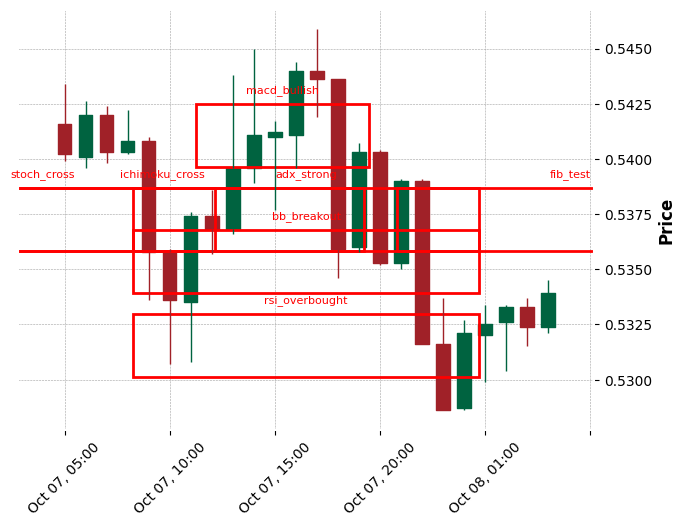 0.5450
macd_bullish
0.5425
0.5400
stoch_cross ichimoku_cross adx_strong fib_test
0.5375
bb_breakout
Price
0.5350
rsi_overbought
0.5325
0.5300
Oct 07, 05:00 Oct 07, 10:00 Oct 07, 15:00 Oct 07, 20:00 Oct 08, 01:00